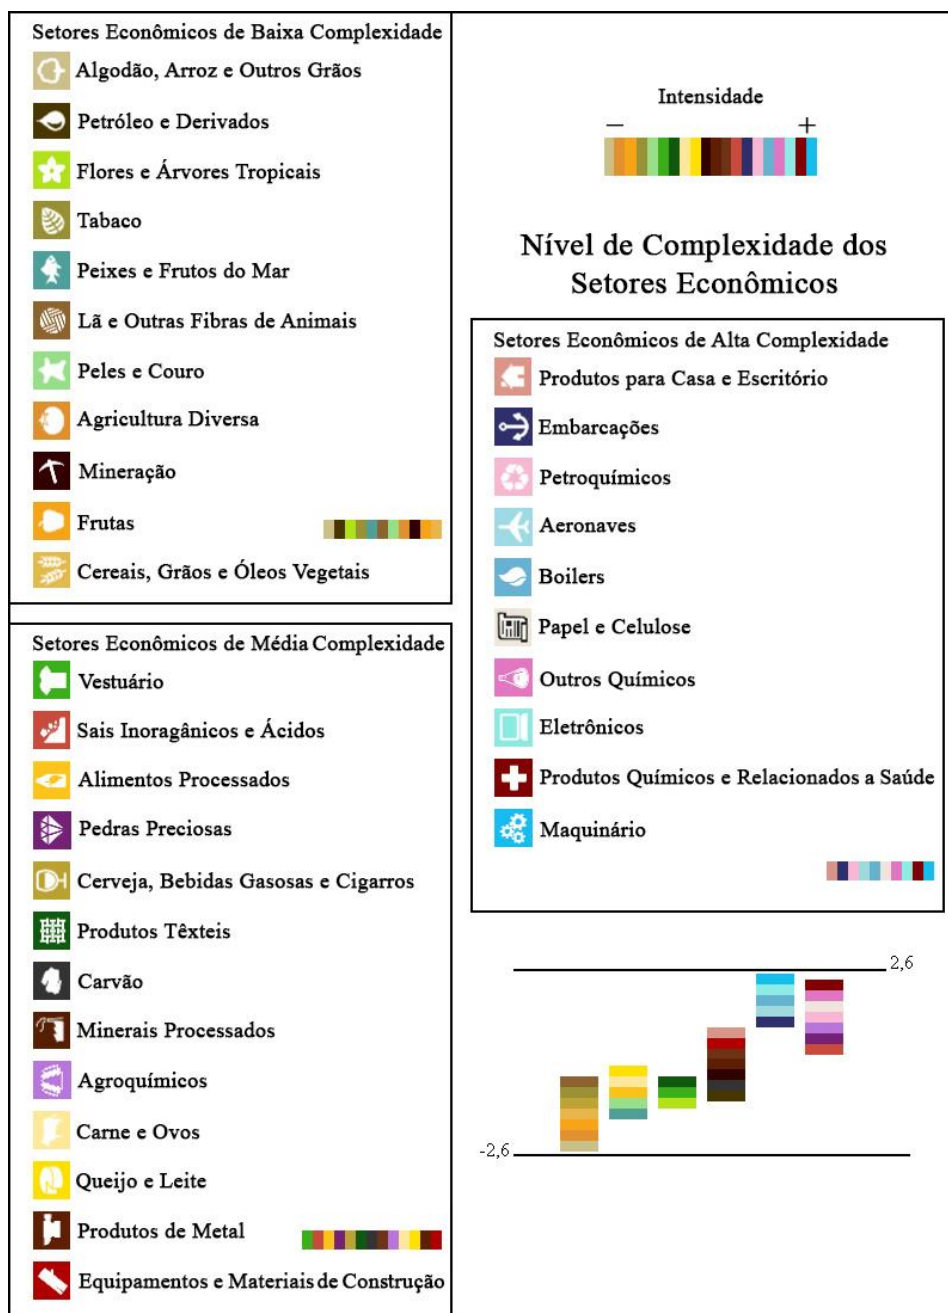 Setores Econômicos de Baixa Complexidade
Algodão, Arroz e Outros Grãos
Petróleo e Derivados
Flores e Árvores Tropicais
Tabaco
Peixes e Frutos do Mar
Lã e Outras Fibras de Animais
Peles e Couro
Agricultura Diversa
Mineração
Frutas
Cereais, Grãos e Óleos Vegetais
Setores Econômicos de Média Complexidade
Vestuário
Sais Inoragânicos e Ácidos
Alimentos Processados
Pedras Preciosas
Cerveja, Bebidas Gasosas e Cigarros
Produtos Têxteis
Carvão
Minerais Processados
Agroquímicos
Carne e Ovos
Queijo e Leite
Produtos de Metal
Equipamentos e Materiais de Construção
Intensidade
– +
Nível de Complexidade dos
Setores Econômicos
Setores Econômicos de Alta Complexidade
Produtos para Casa e Escritório
Embarcações
Petroquímicos
Aeronaves
Boilers
Papel e Celulose
Outros Químicos
Eletrônicos
Produtos Químicos e Relacionados a Saúde
Maquinário
2,6
-2,6